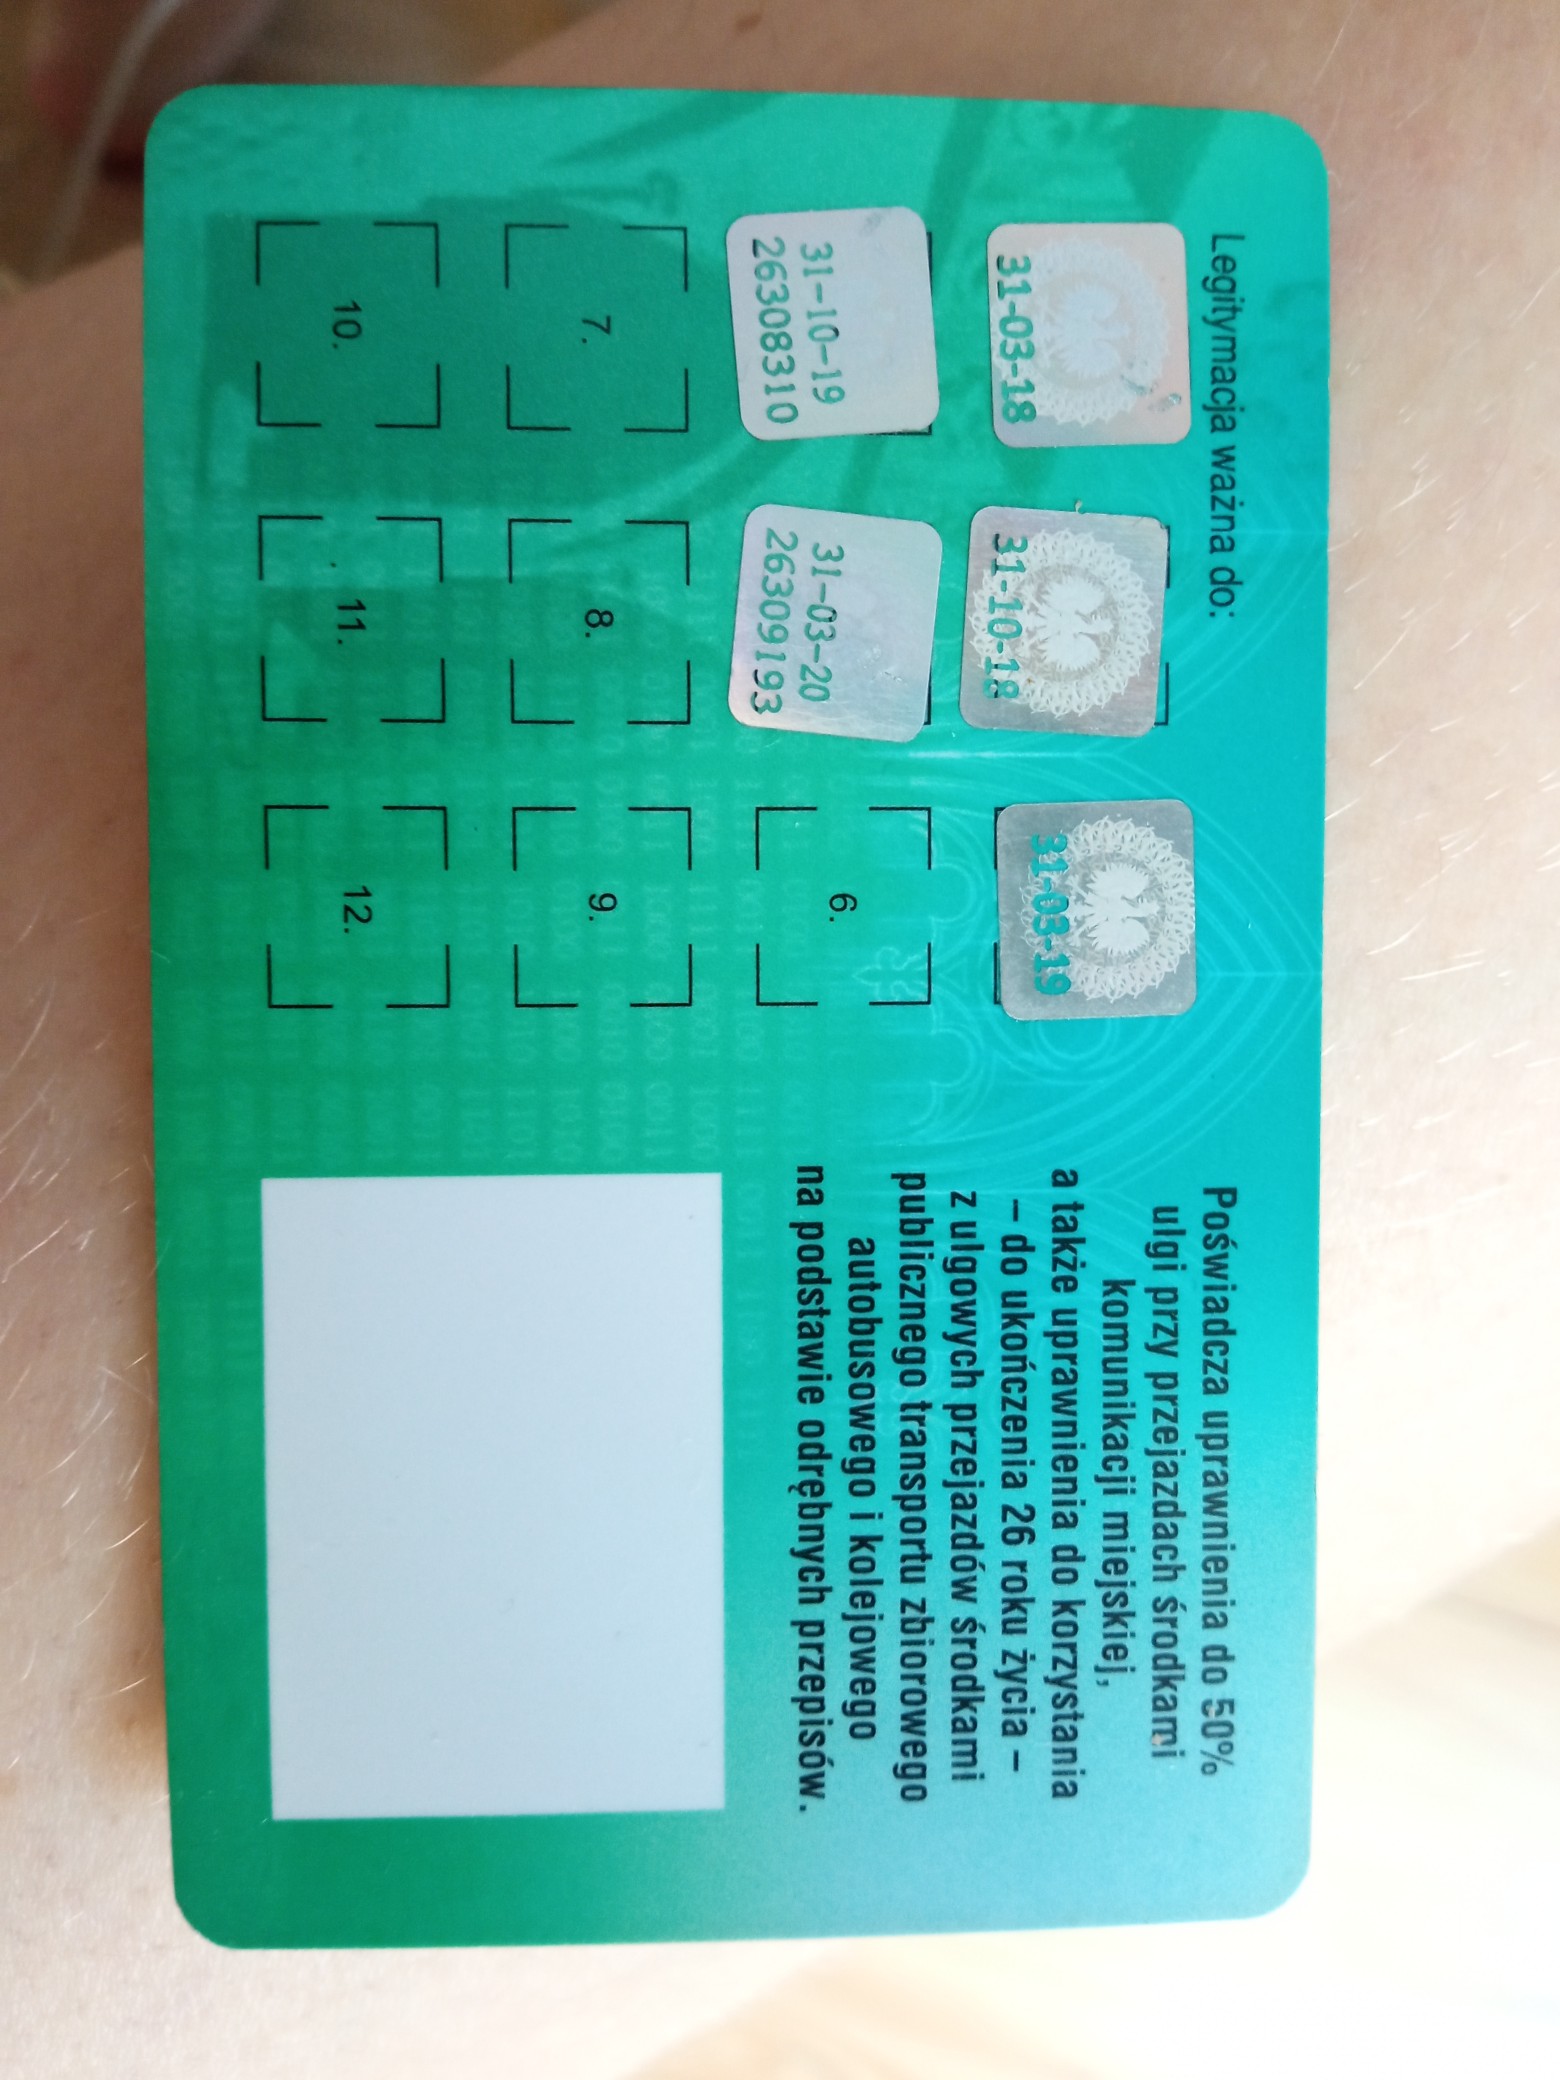 Legitymacja ważna do:
31-03-18
31-10-18
31-03-19
31-10-19
26308310
31-03-20
26309193
6.
7.
8.
9.
10.
11.
12.
Poświadcza uprawnienia do 50%
ulgi przy przejazdach środkami
komunikacji miejskiej,
a także uprawnienia do korzystania
– do ukończenia 26 roku życia –
z ulgowych przejazdów środkami
publicznego transportu zbiorowego
autobusowego i kolejowego
na podstawie odrębnych przepisów.